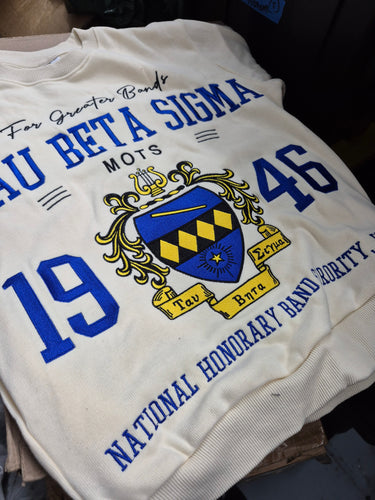 For Greater Bands
AU BETA SIGMA
MOTS
19 46
Ταυ Βητα Σιγμα
NATIONAL HONORARY BAND SORORITY,